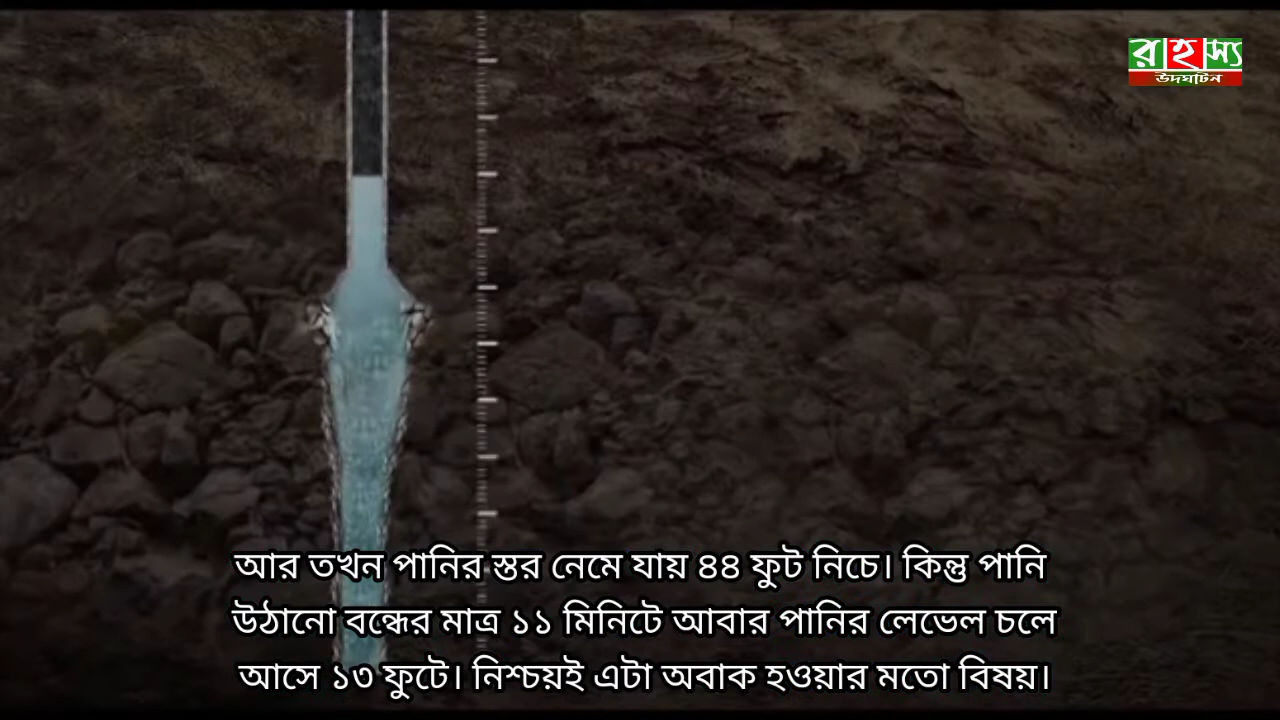 রহস্য
উদঘাটন
আর তখন পানির স্তর নেমে যায় ৪৪ ফুট নিচে। কিন্তু পানি
উঠানো বন্ধের মাত্র ১১ মিনিটে আবার পানির লেভেল চলে
আসে ১৩ ফুটে। নিশ্চয়ই এটা অবাক হওয়ার মতো বিষয়।